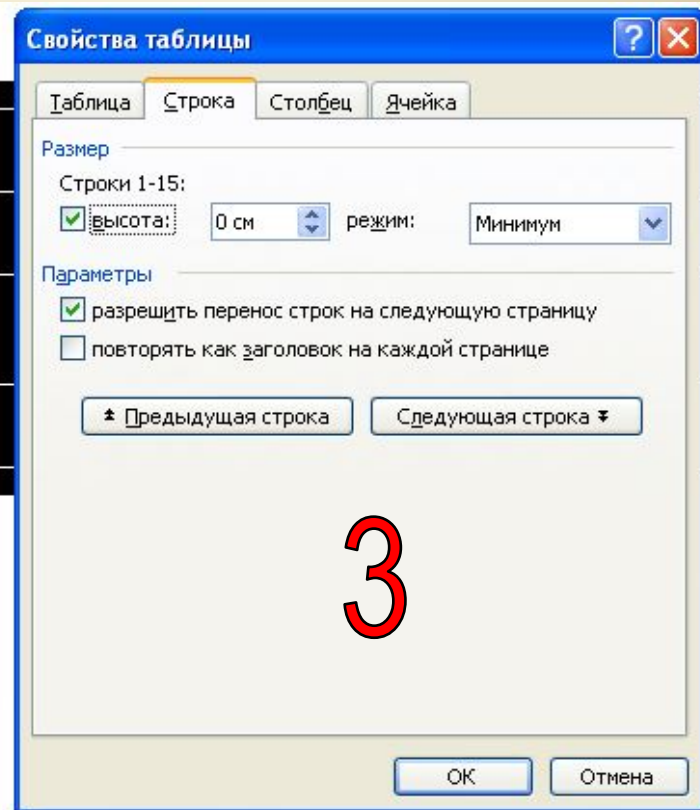 Свойства таблицы
Таблица Строка Столбец Ячейка
Размер
Строки 1-15:
высота: 0 см режим: Минимум
Параметры
разрешить перенос строк на следующую страницу
повторять как заголовок на каждой странице
Предыдущая строка Следующая строка
3
ОК Отмена